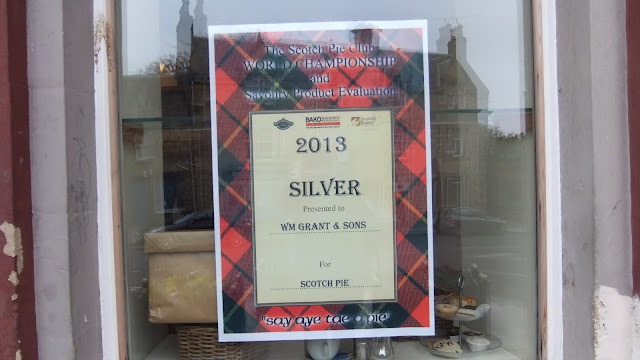 The Scotch Pie Club
WORLD CHAMPIONSHIP
and
Savoury Product Evaluation
BAKO
2013
SILVER
Presented to
WM GRANT & SONS
For
SCOTCH PIE
"say aye tae a pie"